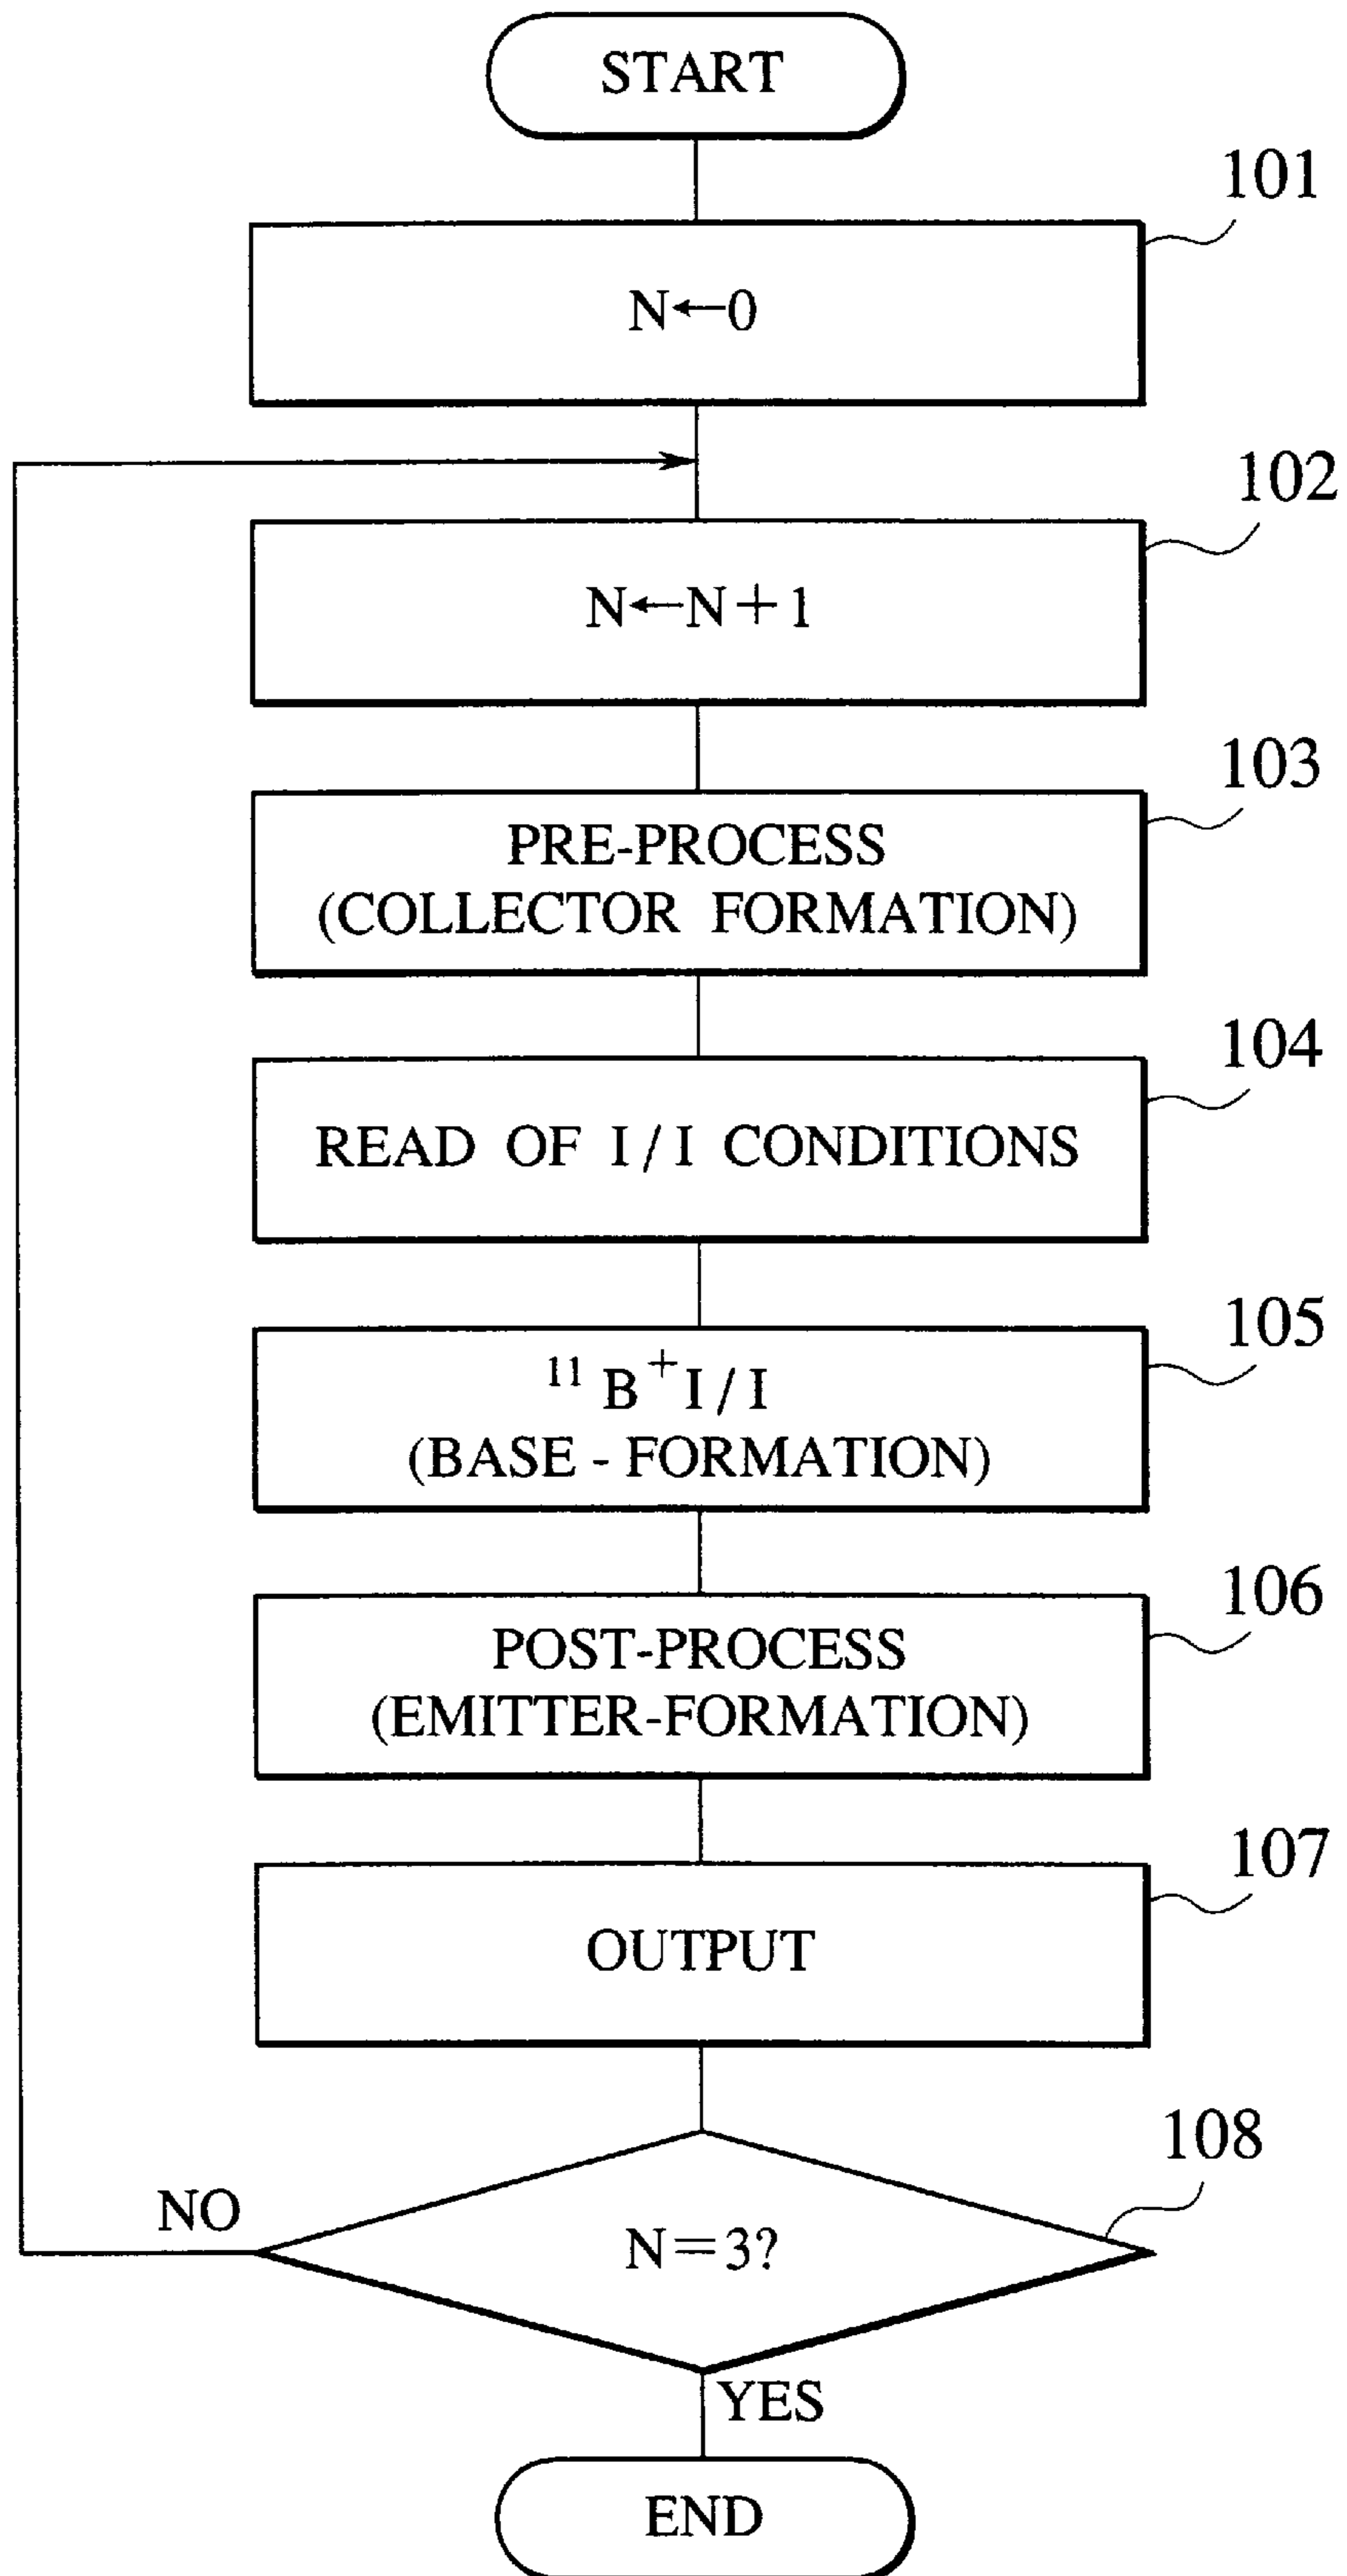 START
101
N←0
102
N←N+1
103
PRE-PROCESS
(COLLECTOR FORMATION)
104
READ OF I/I CONDITIONS
105
¹¹B⁺I/I
(BASE-FORMATION)
106
POST-PROCESS
(EMITTER-FORMATION)
107
OUTPUT
108
NO
N=3?
YES
END